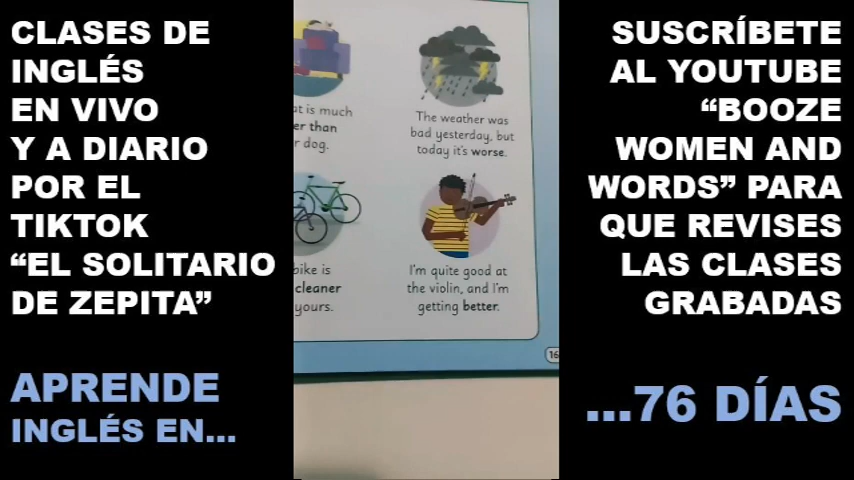 CLASES DE
INGLÉS
EN VIVO
Y A DIARIO
POR EL
TIKTOK
“EL SOLITARIO
DE ZEPITA”
APRENDE
INGLÉS EN...
at is much
er than
r dog.
The weather was
bad yesterday, but
today it's worse.
bike is
cleaner
yours.
I'm quite good at
the violin, and I'm
getting better.
16
SUSCRÍBETE
AL YOUTUBE
“BOOZE
WOMEN AND
WORDS” PARA
QUE REVISES
LAS CLASES
GRABADAS
...76 DÍAS